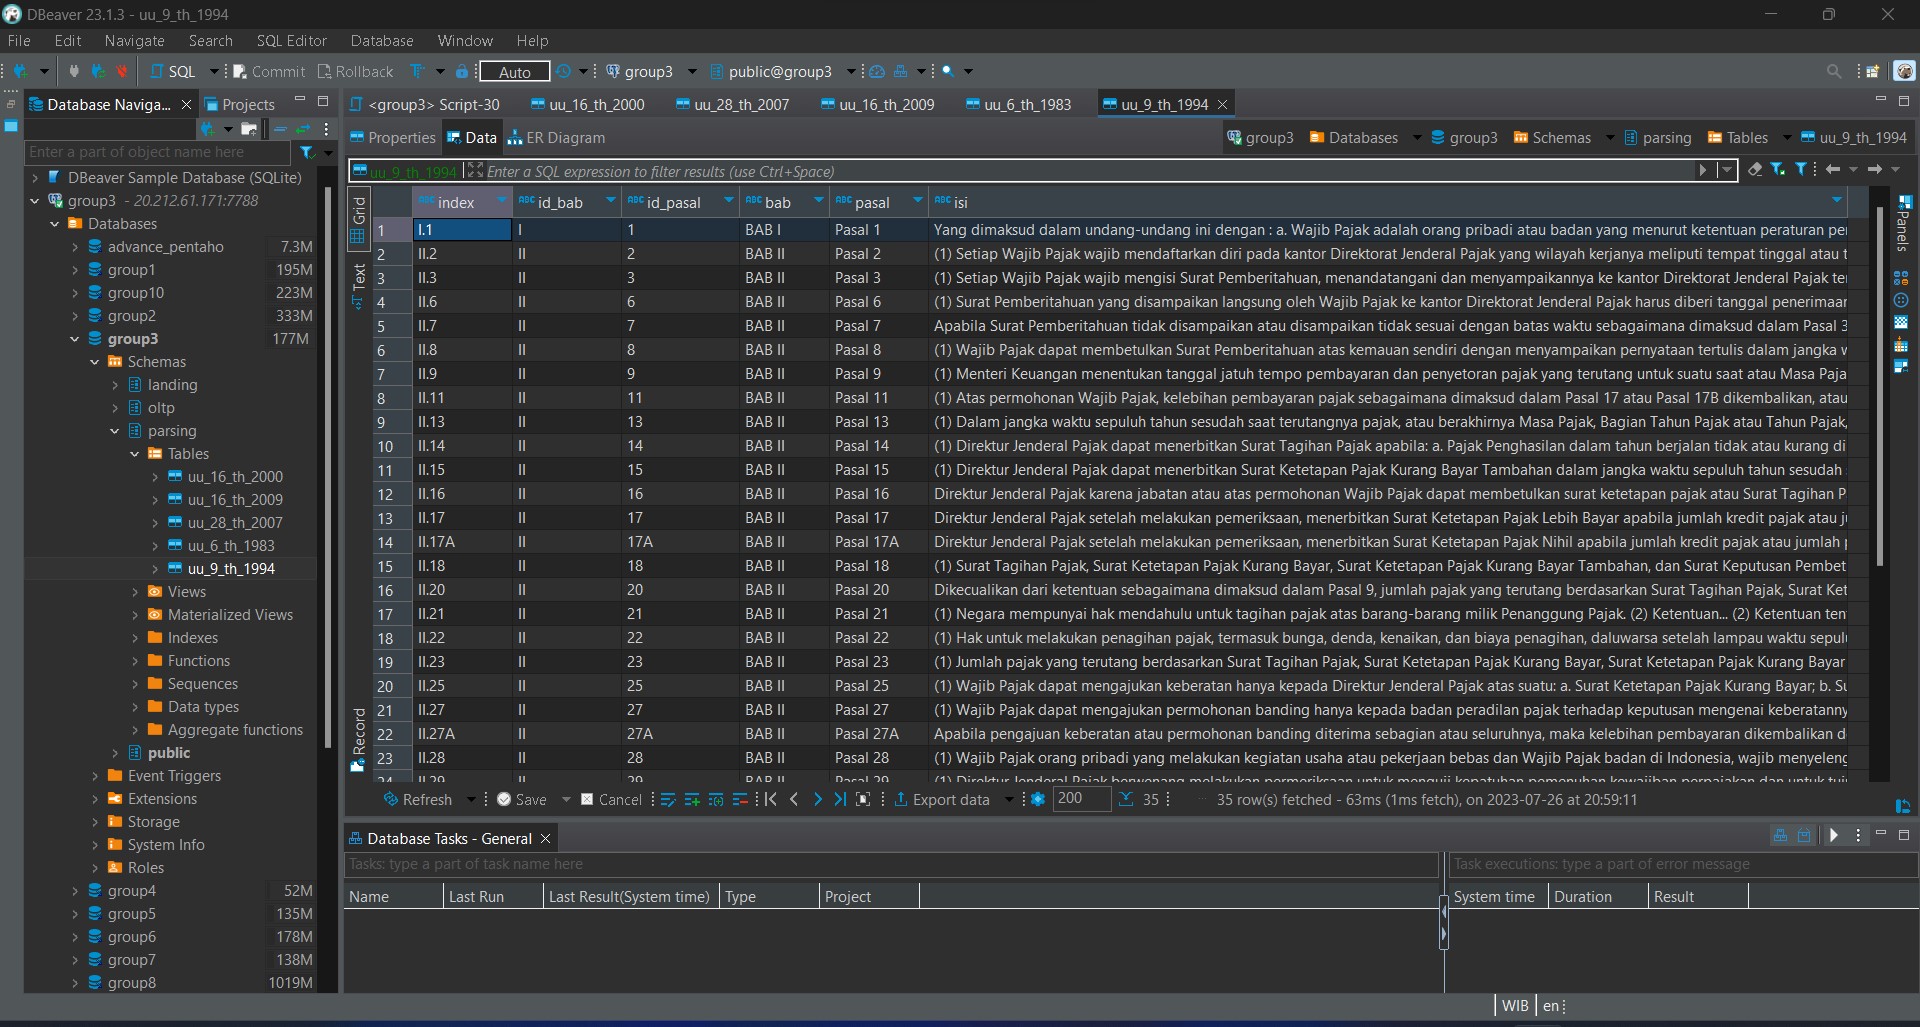 DBeaver 23.1.3 - uu_9_th_1994
File Edit Navigate Search SQL Editor Database Window Help
SQL Commit Rollback Auto group3 public@group3
Database Naviga... Projects
<group3> Script-30 uu_16_th_2000 uu_28_th_2007 uu_16_th_2009 uu_6_th_1983 uu_9_th_1994
Properties Data ER Diagram group3 Databases group3 Schemas parsing Tables uu_9_th_1994
Enter a part of object name here
uu_9_th_1994 Enter a SQL expression to filter results (use Ctrl+Space)
DBeaver Sample Database (SQLite)
group3 - 20.212.61.171:7788
Databases
advance_pentaho 7.3M
group1 195M
group10 223M
group2 333M
group3 177M
Schemas
landing
oltp
parsing
Tables
uu_16_th_2000
uu_16_th_2009
uu_28_th_2007
uu_6_th_1983
uu_9_th_1994
Views
Materialized Views
Indexes
Functions
Sequences
Data types
Aggregate functions
public
Event Triggers
Extensions
Storage
System Info
Roles
group4 52M
group5 135M
group6 178M
group7 138M
group8 1019M
Grid
Text
Record
Panels
ABC index ABC id_bab ABC id_pasal ABC bab ABC pasal ABC isi
1 I.1 I 1 BAB I Pasal 1 Yang dimaksud dalam undang-undang ini dengan : a. Wajib Pajak adalah orang pribadi atau badan yang menurut ketentuan peraturan per
2 II.2 II 2 BAB II Pasal 2 (1) Setiap Wajib Pajak wajib mendaftarkan diri pada kantor Direktorat Jenderal Pajak yang wilayah kerjanya meliputi tempat tinggal atau t
3 II.3 II 3 BAB II Pasal 3 (1) Setiap Wajib Pajak wajib mengisi Surat Pemberitahuan, menandatangani dan menyampaikannya ke kantor Direktorat Jenderal Pajak te
4 II.6 II 6 BAB II Pasal 6 (1) Surat Pemberitahuan yang disampaikan langsung oleh Wajib Pajak ke kantor Direktorat Jenderal Pajak harus diberi tanggal penerimaan
5 II.7 II 7 BAB II Pasal 7 Apabila Surat Pemberitahuan tidak disampaikan atau disampaikan tidak sesuai dengan batas waktu sebagaimana dimaksud dalam Pasal 3
6 II.8 II 8 BAB II Pasal 8 (1) Wajib Pajak dapat membetulkan Surat Pemberitahuan atas kemauan sendiri dengan menyampaikan pernyataan tertulis dalam jangka w
7 II.9 II 9 BAB II Pasal 9 (1) Menteri Keuangan menentukan tanggal jatuh tempo pembayaran dan penyetoran pajak yang terutang untuk suatu saat atau Masa Paja
8 II.11 II 11 BAB II Pasal 11 (1) Atas permohonan Wajib Pajak, kelebihan pembayaran pajak sebagaimana dimaksud dalam Pasal 17 atau Pasal 17B dikembalikan, atau
9 II.13 II 13 BAB II Pasal 13 (1) Dalam jangka waktu sepuluh tahun sesudah saat terutangnya pajak, atau berakhirnya Masa Pajak, Bagian Tahun Pajak atau Tahun Pajak,
10 II.14 II 14 BAB II Pasal 14 (1) Direktur Jenderal Pajak dapat menerbitkan Surat Tagihan Pajak apabila: a. Pajak Penghasilan dalam tahun berjalan tidak atau kurang di
11 II.15 II 15 BAB II Pasal 15 (1) Direktur Jenderal Pajak dapat menerbitkan Surat Ketetapan Pajak Kurang Bayar Tambahan dalam jangka waktu sepuluh tahun sesudah
12 II.16 II 16 BAB II Pasal 16 Direktur Jenderal Pajak karena jabatan atau atas permohonan Wajib Pajak dapat membetulkan surat ketetapan pajak atau Surat Tagihan P
13 II.17 II 17 BAB II Pasal 17 Direktur Jenderal Pajak setelah melakukan pemeriksaan, menerbitkan Surat Ketetapan Pajak Lebih Bayar apabila jumlah kredit pajak atau ju
14 II.17A II 17A BAB II Pasal 17A Direktur Jenderal Pajak setelah melakukan pemeriksaan, menerbitkan Surat Ketetapan Pajak Nihil apabila jumlah kredit pajak atau jumlah p
15 II.18 II 18 BAB II Pasal 18 (1) Surat Tagihan Pajak, Surat Ketetapan Pajak Kurang Bayar, Surat Ketetapan Pajak Kurang Bayar Tambahan, dan Surat Keputusan Pembet
16 II.20 II 20 BAB II Pasal 20 Dikecualikan dari ketentuan sebagaimana dimaksud dalam Pasal 9, jumlah pajak yang terutang berdasarkan Surat Tagihan Pajak, Surat Ket
17 II.21 II 21 BAB II Pasal 21 (1) Negara mempunyai hak mendahulu untuk tagihan pajak atas barang-barang milik Penanggung Pajak. (2) Ketentuan... (2) Ketentuan ten
18 II.22 II 22 BAB II Pasal 22 (1) Hak untuk melakukan penagihan pajak, termasuk bunga, denda, kenaikan, dan biaya penagihan, daluwarsa setelah lampau waktu sepul
19 II.23 II 23 BAB II Pasal 23 (1) Jumlah pajak yang terutang berdasarkan Surat Tagihan Pajak, Surat Ketetapan Pajak Kurang Bayar, Surat Ketetapan Pajak Kurang Bayar
20 II.25 II 25 BAB II Pasal 25 (1) Wajib Pajak dapat mengajukan keberatan hanya kepada Direktur Jenderal Pajak atas suatu: a. Surat Ketetapan Pajak Kurang Bayar; b. Su
21 II.27 II 27 BAB II Pasal 27 (1) Wajib Pajak dapat mengajukan permohonan banding hanya kepada badan peradilan pajak terhadap keputusan mengenai keberatanny
22 II.27A II 27A BAB II Pasal 27A Apabila pengajuan keberatan atau permohonan banding diterima sebagian atau seluruhnya, maka kelebihan pembayaran dikembalikan d
23 II.28 II 28 BAB II Pasal 28 (1) Wajib Pajak orang pribadi yang melakukan kegiatan usaha atau pekerjaan bebas dan Wajib Pajak badan di Indonesia, wajib menyeleng
24 II.29 II 29 BAB II Pasal 29 (1) Direktur Jenderal Pajak berwenang melakukan pemeriksaan untuk menguji kepatuhan pemenuhan kewajiban perpajakan dan untuk tuj
Refresh Save Cancel Export data 200 35 35 row(s) fetched - 63ms (1ms fetch), on 2023-07-26 at 20:59:11
Database Tasks - General
Tasks: type a part of task name here Task executions: type a part of error message
Name Last Run Last Result(System time) Type Project System time Duration Result
WIB en